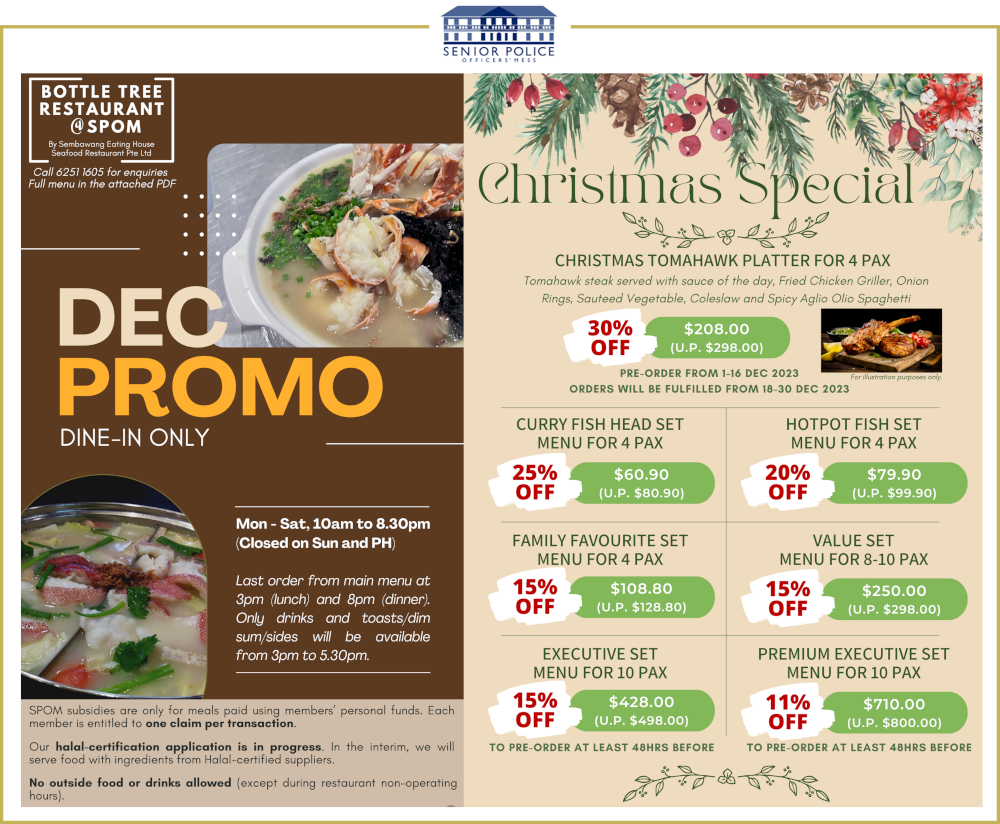 SENIOR POLICE
OFFICERS' MESS
BOTTLE TREE
RESTAURANT
@SPOM
By Sembawang Eating House
Seafood Restaurant Pte Ltd
Call 6251 1605 for enquiries
Full menu in the attached PDF
DEC
PROMO
DINE-IN ONLY
Mon - Sat, 10am to 8.30pm
(Closed on Sun and PH)
Last order from main menu at
3pm (lunch) and 8pm (dinner).
Only drinks and toasts/dim
sum/sides will be available
from 3pm to 5.30pm.
SPOM subsidies are only for meals paid using members' personal funds. Each
member is entitled to one claim per transaction.
Our halal-certification application is in progress. In the interim, we will
serve food with ingredients from Halal-certified suppliers.
No outside food or drinks allowed (except during restaurant non-operating
hours).
Christmas Special
CHRISTMAS TOMAHAWK PLATTER FOR 4 PAX
Tomahawk steak served with sauce of the day, Fried Chicken Griller, Onion
Rings, Sauteed Vegetable, Coleslaw and Spicy Aglio Olio Spaghetti
30%
OFF
$208.00
(U.P. $298.00)
For illustration purposes only.
PRE-ORDER FROM 1-16 DEC 2023
ORDERS WILL BE FULFILLED FROM 18-30 DEC 2023
CURRY FISH HEAD SET
MENU FOR 4 PAX
25%
OFF
$60.90
(U.P. $80.90)
HOTPOT FISH SET
MENU FOR 4 PAX
20%
OFF
$79.90
(U.P. $99.90)
FAMILY FAVOURITE SET
MENU FOR 4 PAX
15%
OFF
$108.80
(U.P. $128.80)
VALUE SET
MENU FOR 8-10 PAX
15%
OFF
$250.00
(U.P. $298.00)
EXECUTIVE SET
MENU FOR 10 PAX
15%
OFF
$428.00
(U.P. $498.00)
TO PRE-ORDER AT LEAST 48HRS BEFORE
PREMIUM EXECUTIVE SET
MENU FOR 10 PAX
11%
OFF
$710.00
(U.P. $800.00)
TO PRE-ORDER AT LEAST 48HRS BEFORE